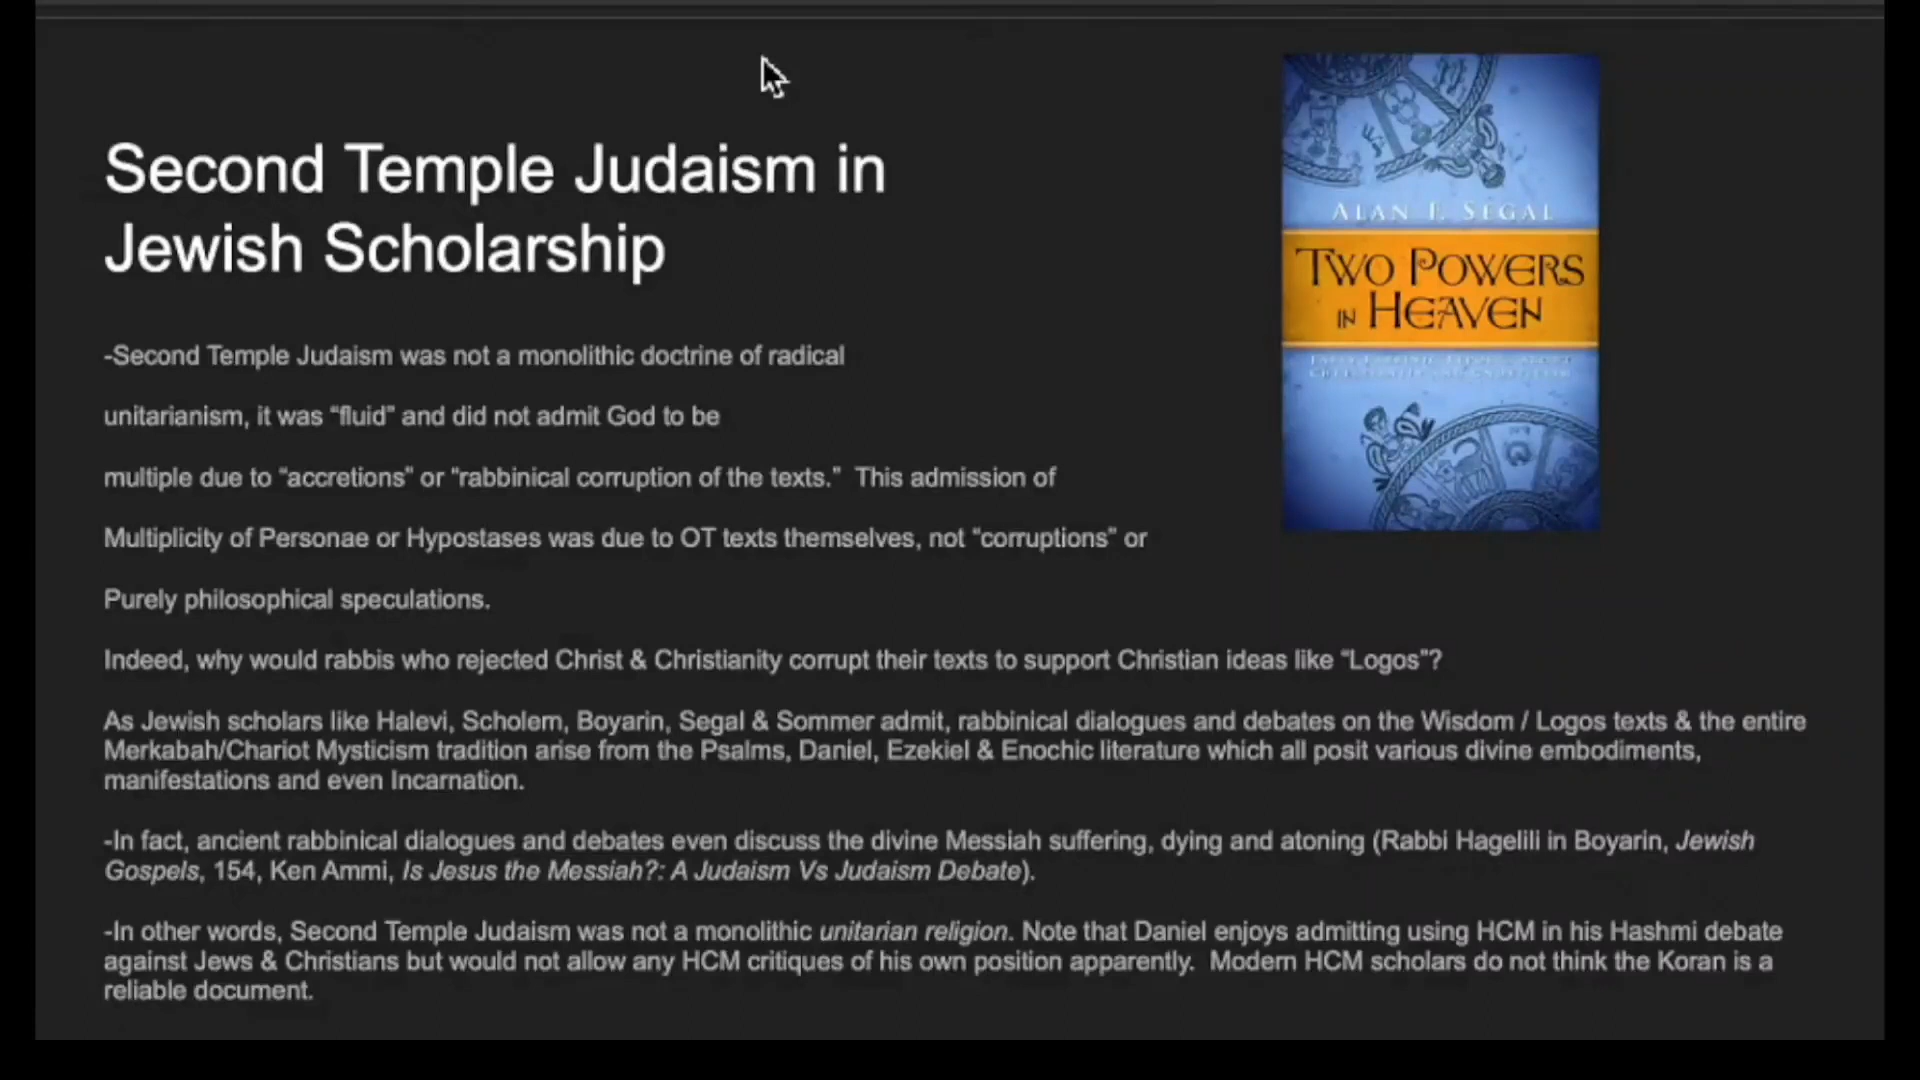 Second Temple Judaism in
Jewish Scholarship
ALAN F. SEGAL
TWO POWERS
IN HEAVEN
-Second Temple Judaism was not a monolithic doctrine of radical
unitarianism, it was “fluid” and did not admit God to be
multiple due to “accretions” or “rabbinical corruption of the texts.” This admission of
Multiplicity of Personae or Hypostases was due to OT texts themselves, not “corruptions” or
Purely philosophical speculations.
Indeed, why would rabbis who rejected Christ & Christianity corrupt their texts to support Christian ideas like “Logos”?
As Jewish scholars like Halevi, Scholem, Boyarin, Segal & Sommer admit, rabbinical dialogues and debates on the Wisdom / Logos texts & the entire
Merkabah/Chariot Mysticism tradition arise from the Psalms, Daniel, Ezekiel & Enochic literature which all posit various divine embodiments,
manifestations and even Incarnation.
-In fact, ancient rabbinical dialogues and debates even discuss the divine Messiah suffering, dying and atoning (Rabbi Hagelili in Boyarin, Jewish
Gospels, 154, Ken Ammi, Is Jesus the Messiah?: A Judaism Vs Judaism Debate).
-In other words, Second Temple Judaism was not a monolithic unitarian religion. Note that Daniel enjoys admitting using HCM in his Hashmi debate
against Jews & Christians but would not allow any HCM critiques of his own position apparently. Modern HCM scholars do not think the Koran is a
reliable document.